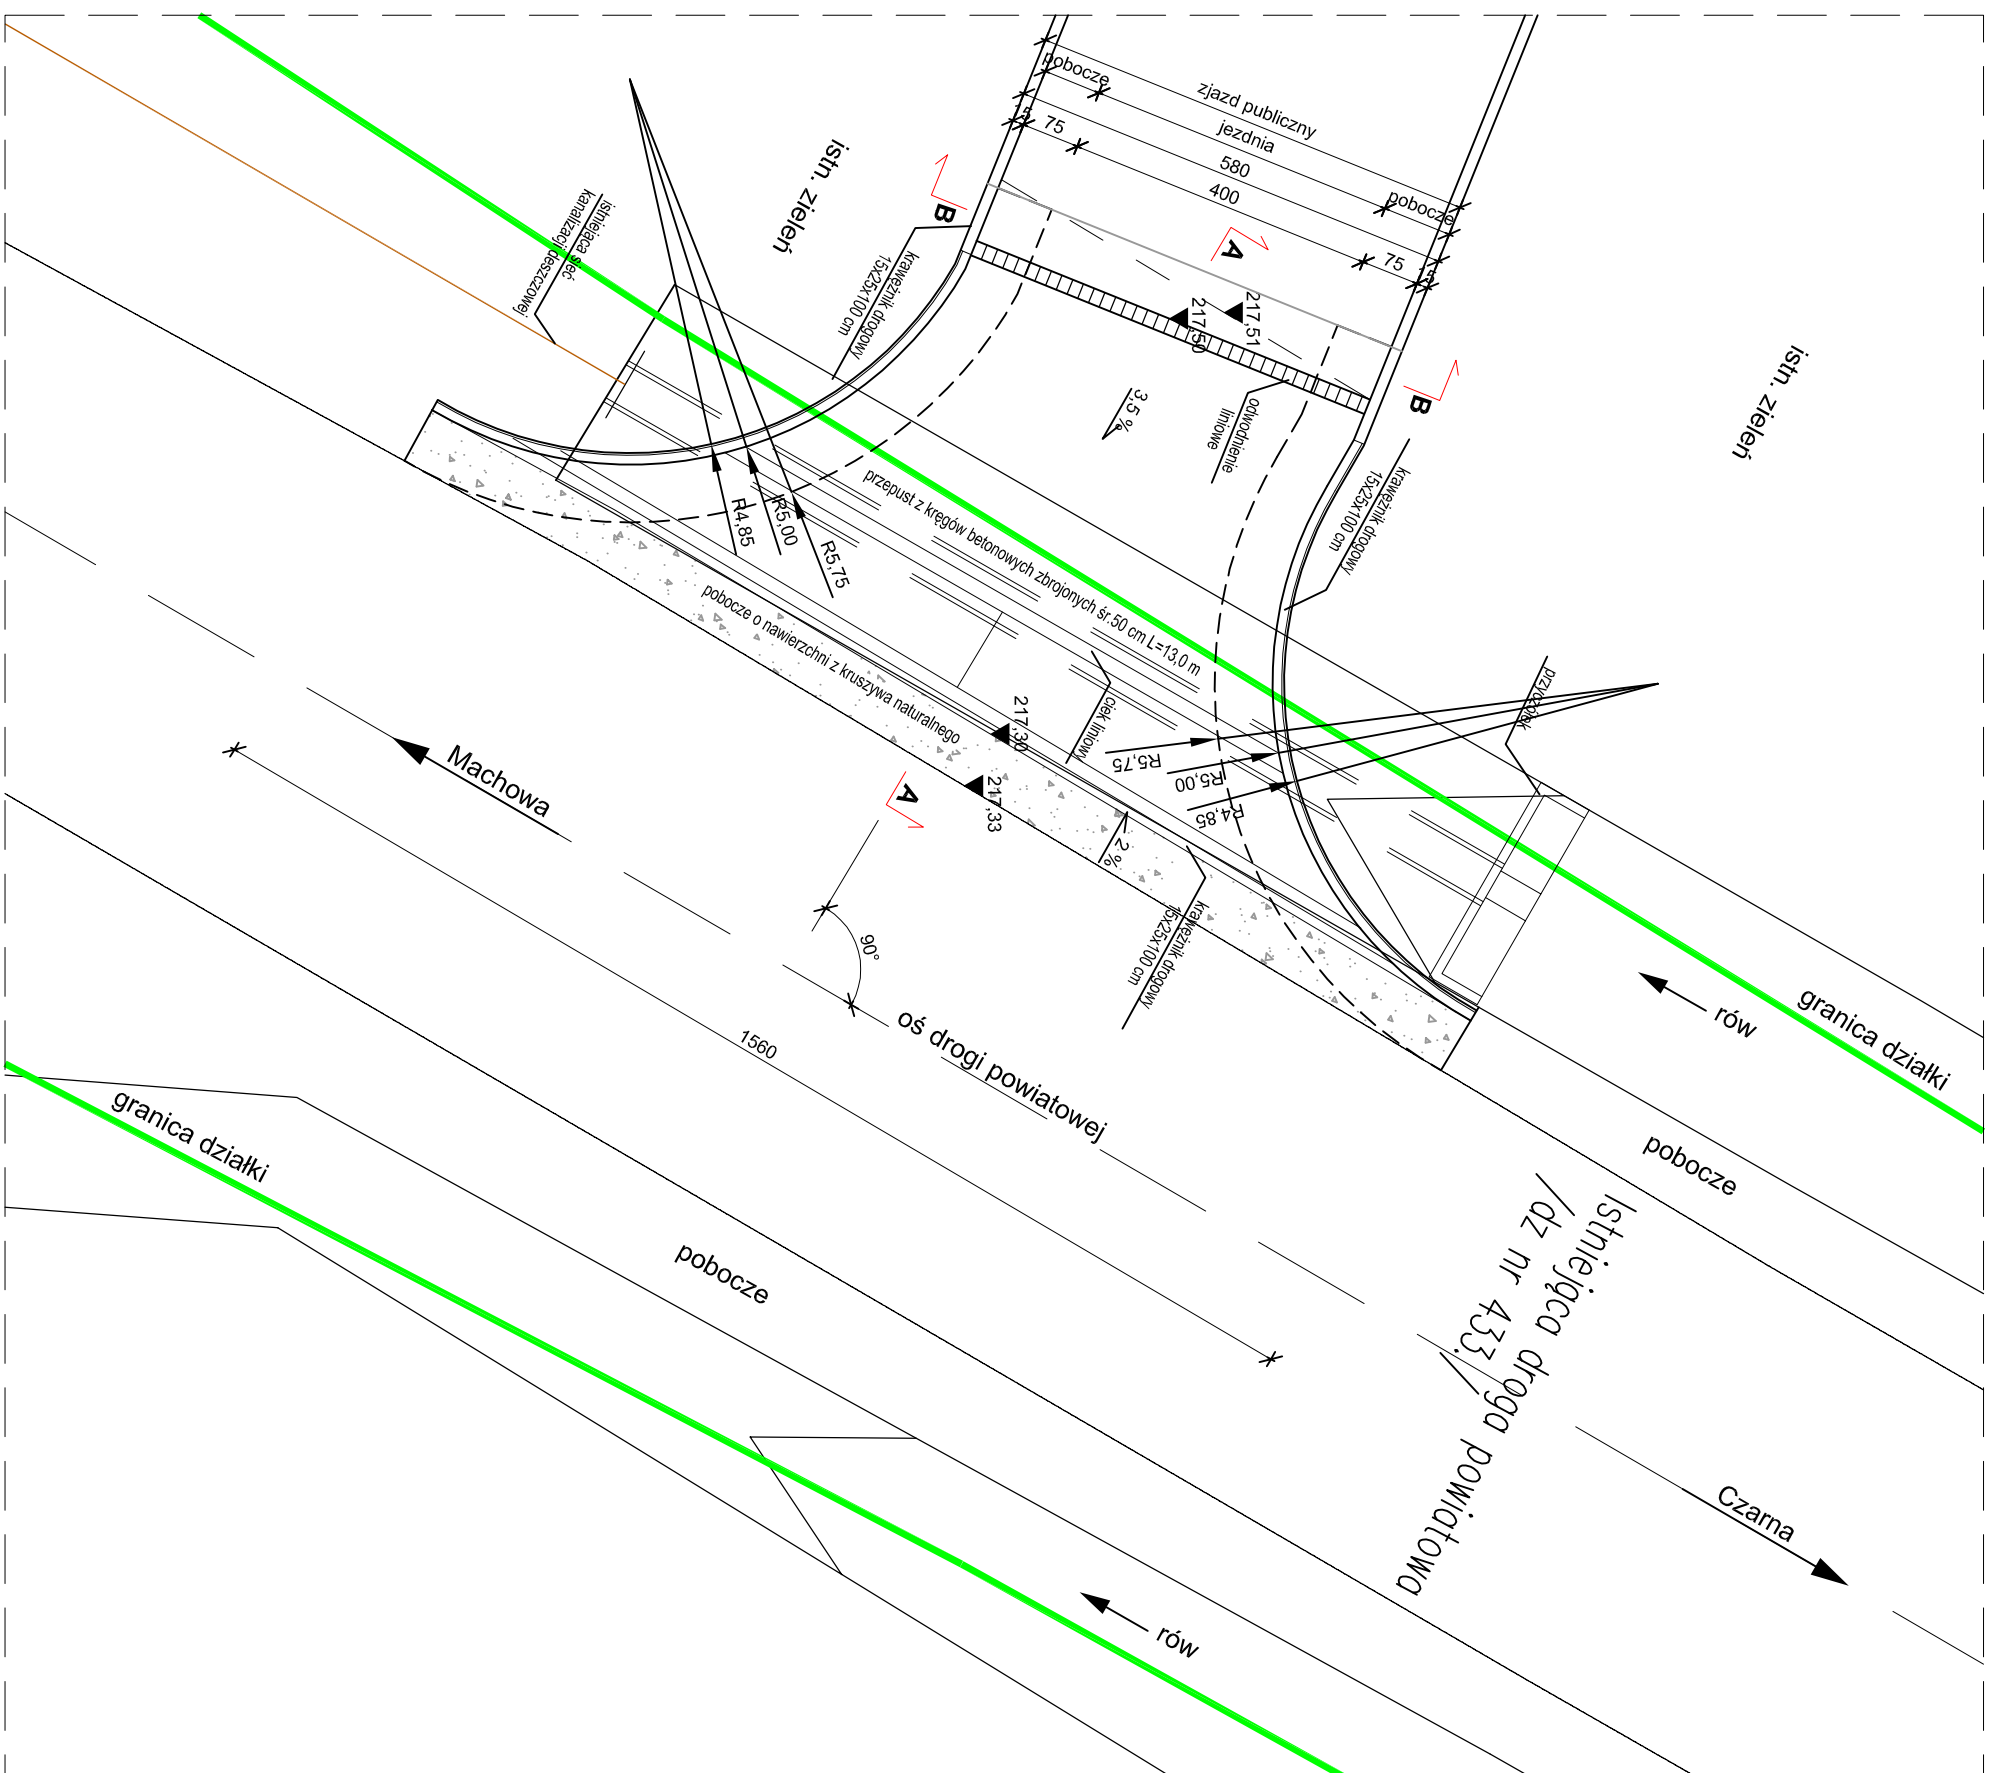 zjazd publiczny
pobocze
jezdnia
pobocze
580
15
75
400
75
15
istn. zieleń
istn. zieleń
B
B
A
A
istniejąca sieć
kanalizacji deszczowej
krawężnik drogowy
15x25x100 cm
217,51
217,50
3,5 %
odwodnienie
liniowe
krawężnik drogowy
15x25x100 cm
R4,85
R5,00
R5,75
przepust z kręgów betonowych zbrojonych śr.50 cm L=13,0 m
pobocze o nawierzchni z kruszywa naturalnego
217,30
217,33
ciek liniowy
R5,75
R5,00
R4,85
przyczółek
2 %
krawężnik drogowy
15x25x100 cm
Machowa
90°
1560
oś drogi powiatowej
rów
granica działki
pobocze
granica działki
pobocze
Istniejąca droga powiatowa
/dz nr 433./
Czarna
rów